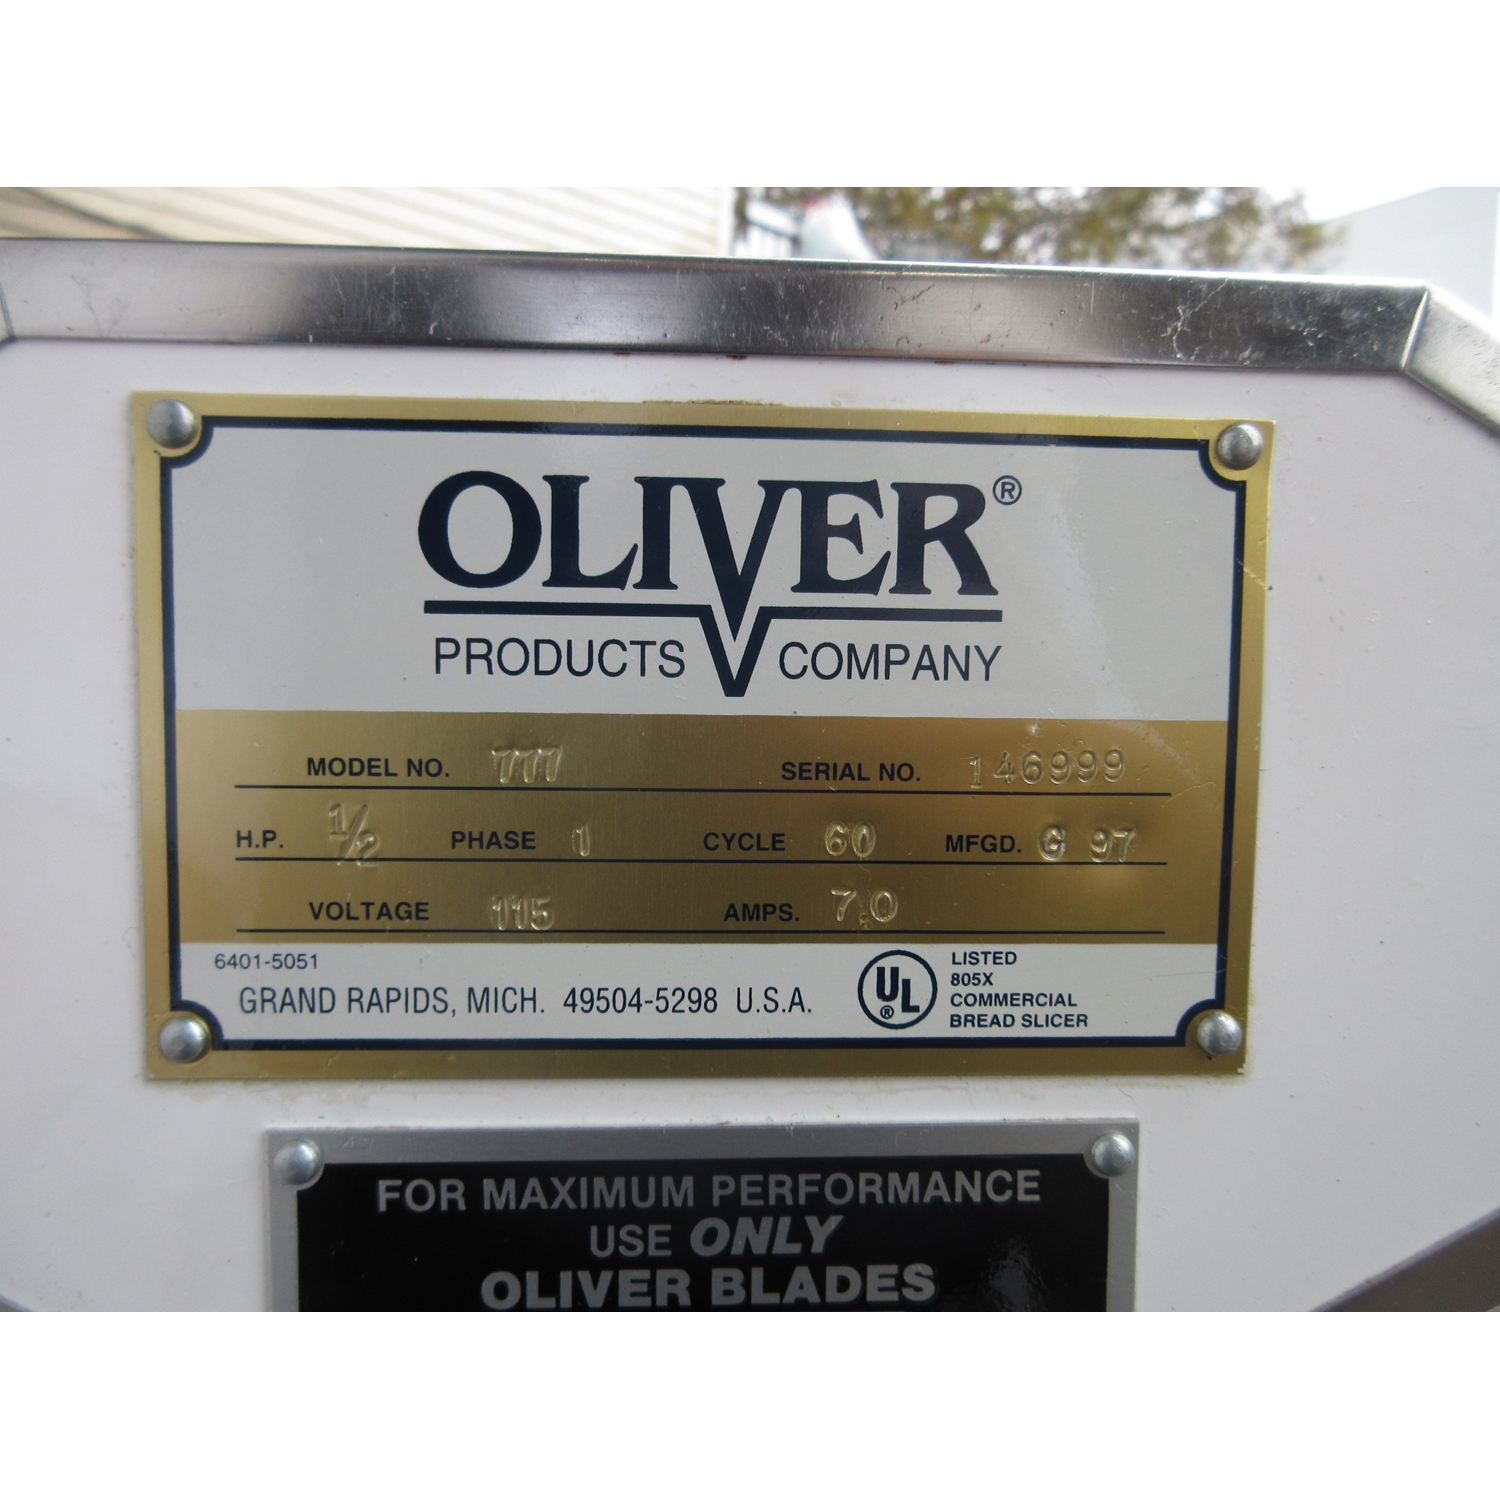 OLIVER®
PRODUCTS COMPANY
MODEL NO. 777 SERIAL NO. 146999
H.P. 1/2 PHASE 1 CYCLE 60 MFGD. G 97
VOLTAGE 115 AMPS. 7.0
6401-5051
GRAND RAPIDS, MICH. 49504-5298 U.S.A.
UL®
LISTED
805X
COMMERCIAL
BREAD SLICER
FOR MAXIMUM PERFORMANCE
USE ONLY
OLIVER BLADES